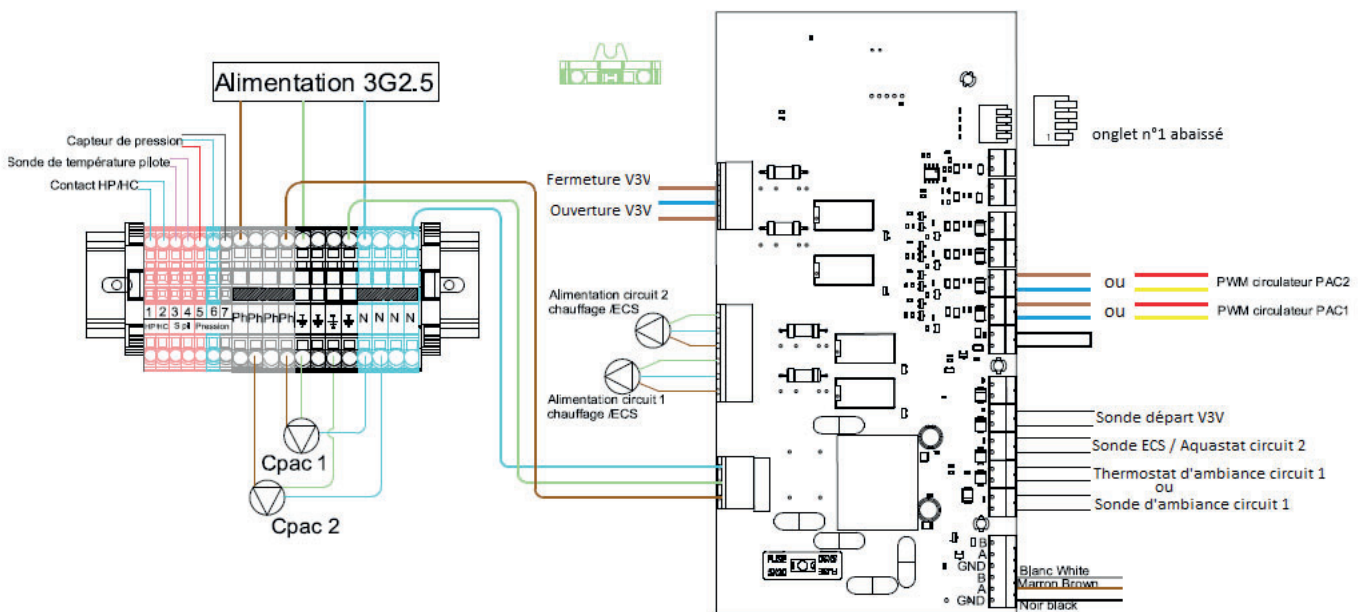 Alimentation 3G2.5
Capteur de pression
Sonde de température pilote
Contact HP/HC
1 2 3 4 5 6 7
HP/HC S pil Pression
Ph Ph Ph Ph
N N N N
Cpac 1
Cpac 2
Fermeture V3V
Ouverture V3V
Alimentation circuit 2
chauffage /ECS
Alimentation circuit 1
chauffage /ECS
1
onglet n°1 abaissé
ou
PWM circulateur PAC2
ou
PWM circulateur PAC1
Sonde départ V3V
Sonde ECS / Aquastat circuit 2
Thermostat d'ambiance circuit 1
ou
Sonde d'ambiance circuit 1
B
A
GND
B
A
GND
Blanc White
Marron Brown
Noir black
FUSE
FUSE